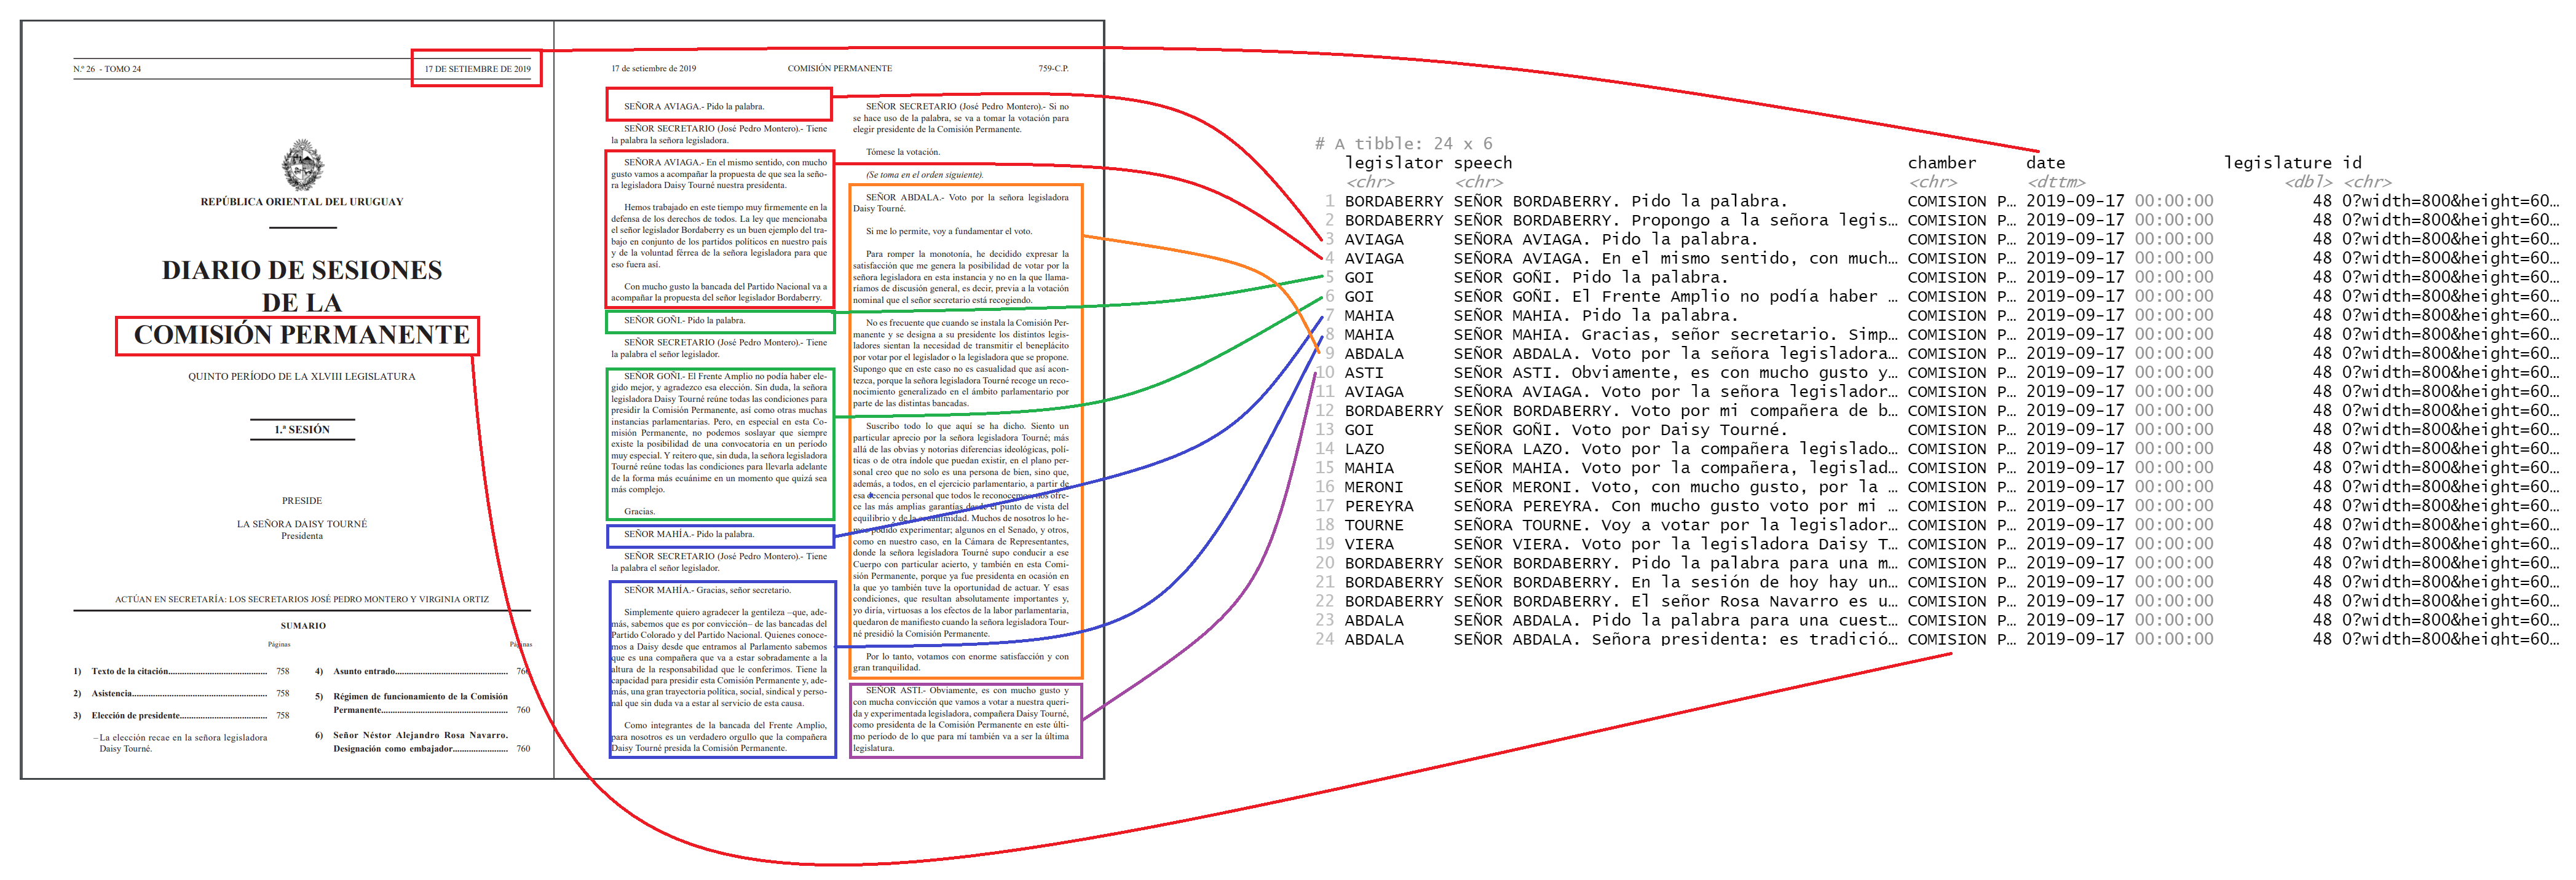 N.º 26 - TOMO 24
17 DE SETIEMBRE DE 2019
REPÚBLICA ORIENTAL DEL URUGUAY
DIARIO DE SESIONES
DE LA
COMISIÓN PERMANENTE
QUINTO PERÍODO DE LA XLVIII LEGISLATURA
1.ª SESIÓN
PRESIDE
LA SEÑORA DAISY TOURNÉ
Presidenta
ACTÚAN EN SECRETARÍA: LOS SECRETARIOS JOSÉ PEDRO MONTERO Y VIRGINIA ORTIZ
SUMARIO
Páginas
1) Texto de la citación.......................................... 758
2) Asistencia....................................................... 758
3) Elección de presidente.................................. 758
– La elección recae en la señora legisladora
Daisy Tourné.
Páginas
4) Asunto entrado............................................... 760
5) Régimen de funcionamiento de la Comisión
Permanente..................................................... 760
6) Señor Néstor Alejandro Rosa Navarro.
Designación como embajador....................... 760
17 de setiembre de 2019
COMISIÓN PERMANENTE
759-C.P.
SEÑORA AVIAGA.- Pido la palabra.
SEÑOR SECRETARIO (José Pedro Montero).- Tiene
la palabra la señora legisladora.
SEÑORA AVIAGA.- En el mismo sentido, con mucho
gusto vamos a acompañar la propuesta de que sea la seño-
ra legisladora Daisy Tourné nuestra presidenta.
Hemos trabajado en este tiempo muy firmemente en la
defensa de los derechos de todos. La ley que mencionaba
el señor legislador Bordaberry es un buen ejemplo del tra-
bajo en conjunto de los partidos políticos en nuestro país
y de la voluntad férrea de la señora legisladora para que
eso fuera así.
Con mucho gusto la bancada del Partido Nacional va a
acompañar la propuesta del señor legislador Bordaberry.
SEÑOR GOÑI.- Pido la palabra.
SEÑOR SECRETARIO (José Pedro Montero).- Tiene
la palabra el señor legislador.
SEÑOR GOÑI.- El Frente Amplio no podía haber ele-
gido mejor, y agradezco esa elección. Sin duda, la señora
legisladora Daisy Tourné reúne todas las condiciones para
presidir la Comisión Permanente, así como otras muchas
instancias parlamentarias. Pero, en especial en esta Co-
misión Permanente, no podemos soslayar que siempre
existe la posibilidad de una convocatoria en un período
muy especial. Y reitero que, sin duda, la señora legisladora
Tourné reúne todas las condiciones para llevarla adelante
de la forma más ecuánime en un momento que quizá sea
más complejo.
Gracias.
SEÑOR MAHÍA.- Pido la palabra.
SEÑOR SECRETARIO (José Pedro Montero).- Tiene
la palabra el señor legislador.
SEÑOR MAHÍA.- Gracias, señor secretario.
Simplemente quiero agradecer la gentileza –que, ade-
más, sabemos que es por convicción– de las bancadas del
Partido Colorado y del Partido Nacional. Quienes conoce-
mos a Daisy desde que entramos al Parlamento sabemos
que es una compañera que va a estar sobradamente a la
altura de la responsabilidad que le conferimos. Tiene la
capacidad para presidir esta Comisión Permanente y, ade-
más, una gran trayectoria política, social, sindical y perso-
nal que sin duda va a estar al servicio de esta causa.
Como integrantes de la bancada del Frente Amplio,
para nosotros es un verdadero orgullo que la compañera
Daisy Tourné presida la Comisión Permanente.
SEÑOR SECRETARIO (José Pedro Montero).- Si no
se hace uso de la palabra, se va a tomar la votación para
elegir presidente de la Comisión Permanente.
Tómese la votación.
(Se toma en el orden siguiente).
SEÑOR ABDALA.- Voto por la señora legisladora
Daisy Tourné.
Si me lo permite, voy a fundamentar el voto.
Para romper la monotonía, he decidido expresar la
satisfacción que me genera la posibilidad de votar por la
señora legisladora en esta instancia y no en la que llama-
ríamos de discusión general, es decir, previa a la votación
nominal que el señor secretario está recogiendo.
No es frecuente que cuando se instala la Comisión Per-
manente y se designa a su presidente los distintos legis-
ladores sientan la necesidad de transmitir el beneplácito
por votar por el legislador o la legisladora que se propone.
Supongo que en este caso no es casualidad que así acon-
tezca, porque la señora legisladora Tourné recoge un reco-
nocimiento generalizado en el ámbito parlamentario por
parte de las distintas bancadas.
Suscribo todo lo que aquí se ha dicho. Siento un
particular aprecio por la señora legisladora Tourné; más
allá de las obvias y notorias diferencias ideológicas, polí-
ticas o de otra índole que puedan existir, en el plano per-
sonal creo que no solo es una persona de bien, sino que,
además, a todos, en el ejercicio parlamentario, a partir de
esa decencia personal que todos le reconocemos, nos ofre-
ce las más amplias garantías desde el punto de vista del
equilibrio y de la ecuanimidad. Muchos de nosotros lo he-
mos podido experimentar; algunos en el Senado, y otros,
como en nuestro caso, en la Cámara de Representantes,
donde la señora legisladora Tourné supo conducir a ese
Cuerpo con particular acierto, y también en esta Comi-
sión Permanente, porque ya fue presidenta en ocasión en
la que yo también tuve la oportunidad de actuar. Y esas
condiciones, que resultan absolutamente importantes y,
yo diría, virtuosas a los efectos de la labor parlamentaria,
quedaron de manifiesto cuando la señora legisladora Tour-
né presidió la Comisión Permanente.
Por lo tanto, votamos con enorme satisfacción y con
gran tranquilidad.
SEÑOR ASTI.- Obviamente, es con mucho gusto y
con mucha convicción que vamos a votar a nuestra queri-
da y experimentada legisladora, compañera Daisy Tourné,
como presidenta de la Comisión Permanente en este últi-
mo período de lo que para mí también va a ser la última
legislatura.
# A tibble: 24 x 6
legislator speech chamber date legislature id
<chr> <chr> <chr> <dttm> <dbl> <chr>
1 BORDABERRY SEÑOR BORDABERRY. Pido la palabra. COMISION P… 2019-09-17 00:00:00 48 0?width=800&height=60…
2 BORDABERRY SEÑOR BORDABERRY. Propongo a la señora legis… COMISION P… 2019-09-17 00:00:00 48 0?width=800&height=60…
3 AVIAGA SEÑORA AVIAGA. Pido la palabra. COMISION P… 2019-09-17 00:00:00 48 0?width=800&height=60…
4 AVIAGA SEÑORA AVIAGA. En el mismo sentido, con much… COMISION P… 2019-09-17 00:00:00 48 0?width=800&height=60…
5 GOI SEÑOR GOÑI. Pido la palabra. COMISION P… 2019-09-17 00:00:00 48 0?width=800&height=60…
6 GOI SEÑOR GOÑI. El Frente Amplio no podía haber … COMISION P… 2019-09-17 00:00:00 48 0?width=800&height=60…
7 MAHIA SEÑOR MAHIA. Pido la palabra. COMISION P… 2019-09-17 00:00:00 48 0?width=800&height=60…
8 MAHIA SEÑOR MAHIA. Gracias, señor secretario. Simp… COMISION P… 2019-09-17 00:00:00 48 0?width=800&height=60…
9 ABDALA SEÑOR ABDALA. Voto por la señora legisladora… COMISION P… 2019-09-17 00:00:00 48 0?width=800&height=60…
10 ASTI SEÑOR ASTI. Obviamente, es con mucho gusto y… COMISION P… 2019-09-17 00:00:00 48 0?width=800&height=60…
11 AVIAGA SEÑORA AVIAGA. Voto por la señora legislador… COMISION P… 2019-09-17 00:00:00 48 0?width=800&height=60…
12 BORDABERRY SEÑOR BORDABERRY. Voto por mi compañera de b… COMISION P… 2019-09-17 00:00:00 48 0?width=800&height=60…
13 GOI SEÑOR GOÑI. Voto por Daisy Tourné. COMISION P… 2019-09-17 00:00:00 48 0?width=800&height=60…
14 LAZO SEÑORA LAZO. Voto por la compañera legislado… COMISION P… 2019-09-17 00:00:00 48 0?width=800&height=60…
15 MAHIA SEÑOR MAHIA. Voto por la compañera, legislad… COMISION P… 2019-09-17 00:00:00 48 0?width=800&height=60…
16 MERONI SEÑOR MERONI. Voto, con mucho gusto, por la … COMISION P… 2019-09-17 00:00:00 48 0?width=800&height=60…
17 PEREYRA SEÑORA PEREYRA. Con mucho gusto voto por mi … COMISION P… 2019-09-17 00:00:00 48 0?width=800&height=60…
18 TOURNE SEÑORA TOURNE. Voy a votar por la legislador… COMISION P… 2019-09-17 00:00:00 48 0?width=800&height=60…
19 VIERA SEÑOR VIERA. Voto por la legisladora Daisy T… COMISION P… 2019-09-17 00:00:00 48 0?width=800&height=60…
20 BORDABERRY SEÑOR BORDABERRY. Pido la palabra para una m… COMISION P… 2019-09-17 00:00:00 48 0?width=800&height=60…
21 BORDABERRY SEÑOR BORDABERRY. En la sesión de hoy hay un… COMISION P… 2019-09-17 00:00:00 48 0?width=800&height=60…
22 BORDABERRY SEÑOR BORDABERRY. El señor Rosa Navarro es u… COMISION P… 2019-09-17 00:00:00 48 0?width=800&height=60…
23 ABDALA SEÑOR ABDALA. Pido la palabra para una cuest… COMISION P… 2019-09-17 00:00:00 48 0?width=800&height=60…
24 ABDALA SEÑOR ABDALA. Señora presidenta: es tradició… COMISION P… 2019-09-17 00:00:00 48 0?width=800&height=60…